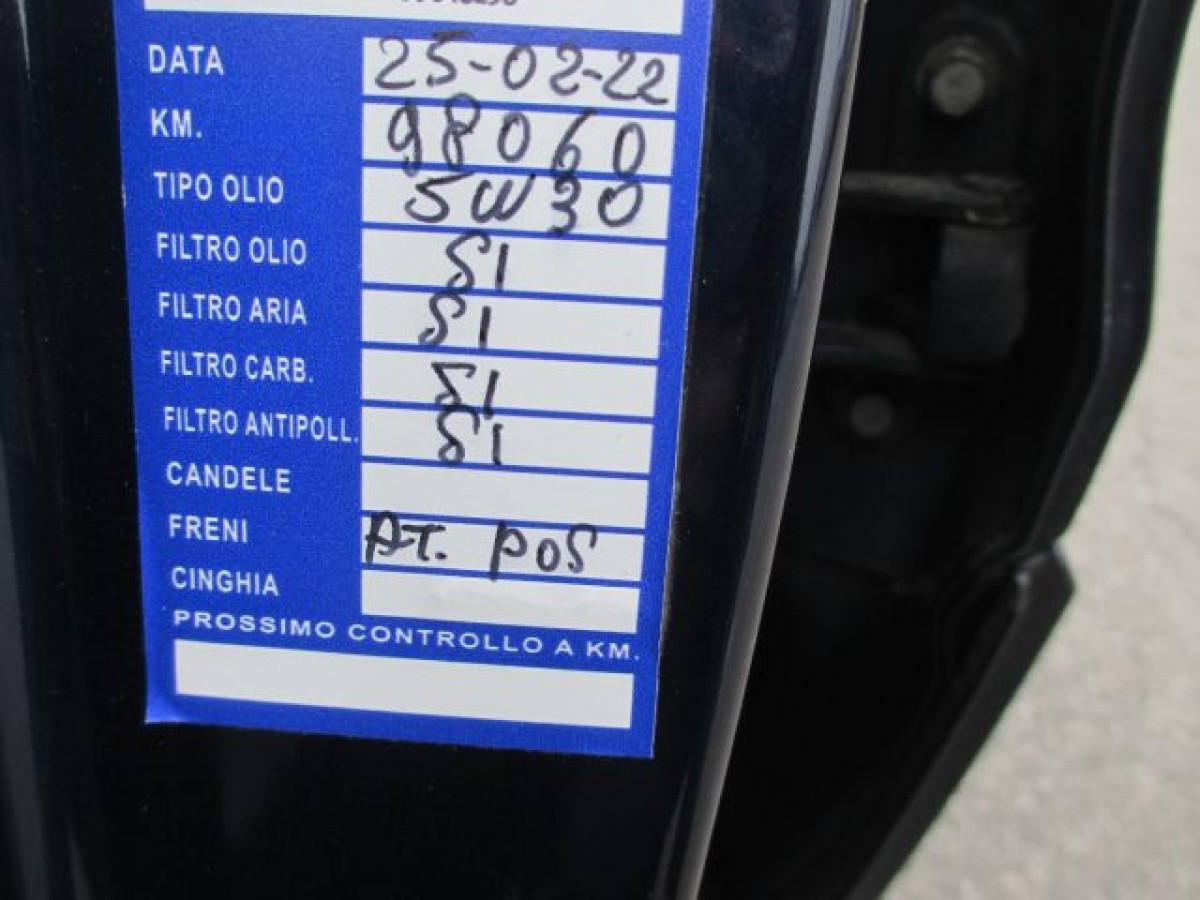 DATA 25-02-22
KM. 98060
TIPO OLIO 5W30
FILTRO OLIO SI
FILTRO ARIA SI
FILTRO CARB. SI
FILTRO ANTIPOLL. SI
CANDELE
FRENI AT. POS
CINGHIA
PROSSIMO CONTROLLO A KM.